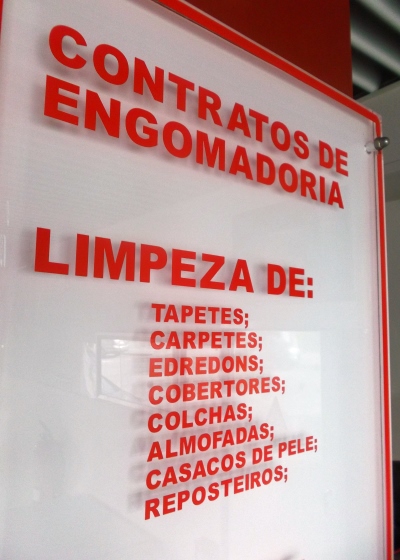 CONTRATOS DE
ENGOMADORIA
LIMPEZA DE:
TAPETES;
CARPETES;
EDREDONS;
COBERTORES;
COLCHAS;
ALMOFADAS;
CASACOS DE PELE;
REPOSTEIROS;